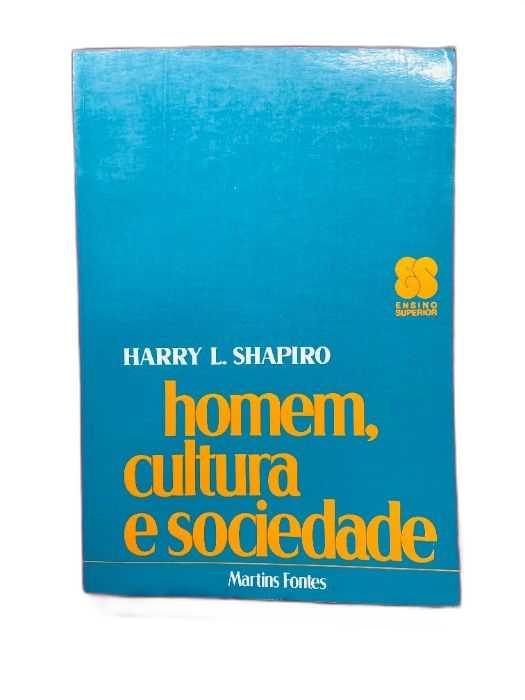 ES
ENSINO
SUPERIOR
HARRY L. SHAPIRO
homem,
cultura
e sociedade
Martins Fontes